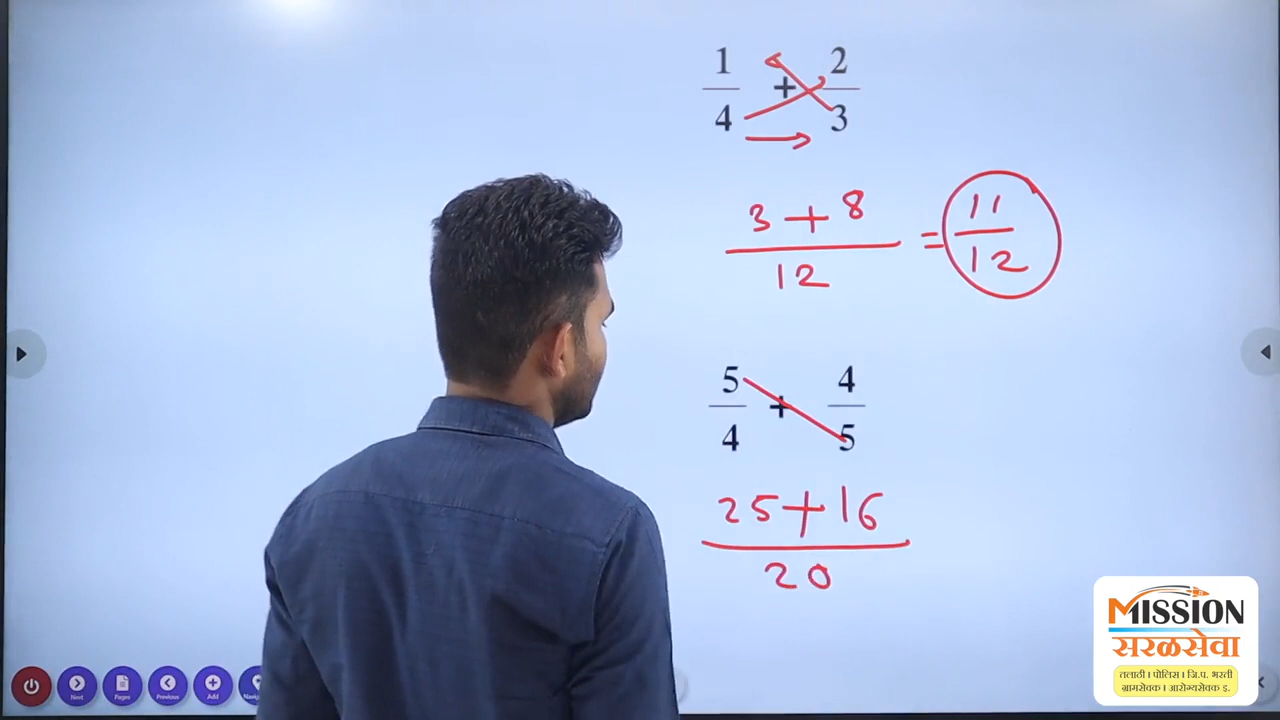 1/4 + 2/3
3 + 8 / 12 = 11/12
5/4 + 4/5
25 + 16 / 20
MISSION
सरळसेवा
तलाठी । पोलिस । जि.प. भरती
ग्रामसेवक । आरोग्यसेवक इ.
Next Pages Previous Add